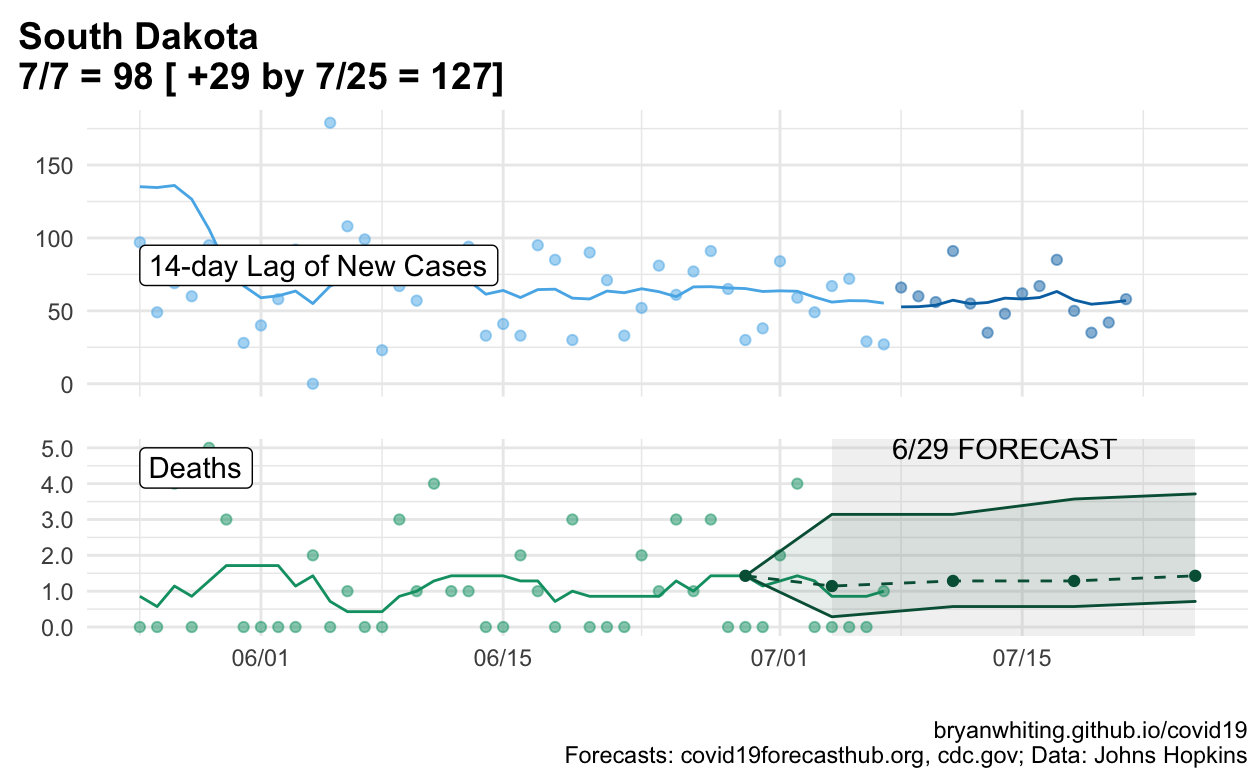 South Dakota
7/7 = 98 [ +29 by 7/25 = 127]
150
100
50
0
14-day Lag of New Cases
5.0
4.0
3.0
2.0
1.0
0.0
Deaths
6/29 FORECAST
06/01
06/15
07/01
07/15
bryanwhiting.github.io/covid19
Forecasts: covid19forecasthub.org, cdc.gov; Data: Johns Hopkins